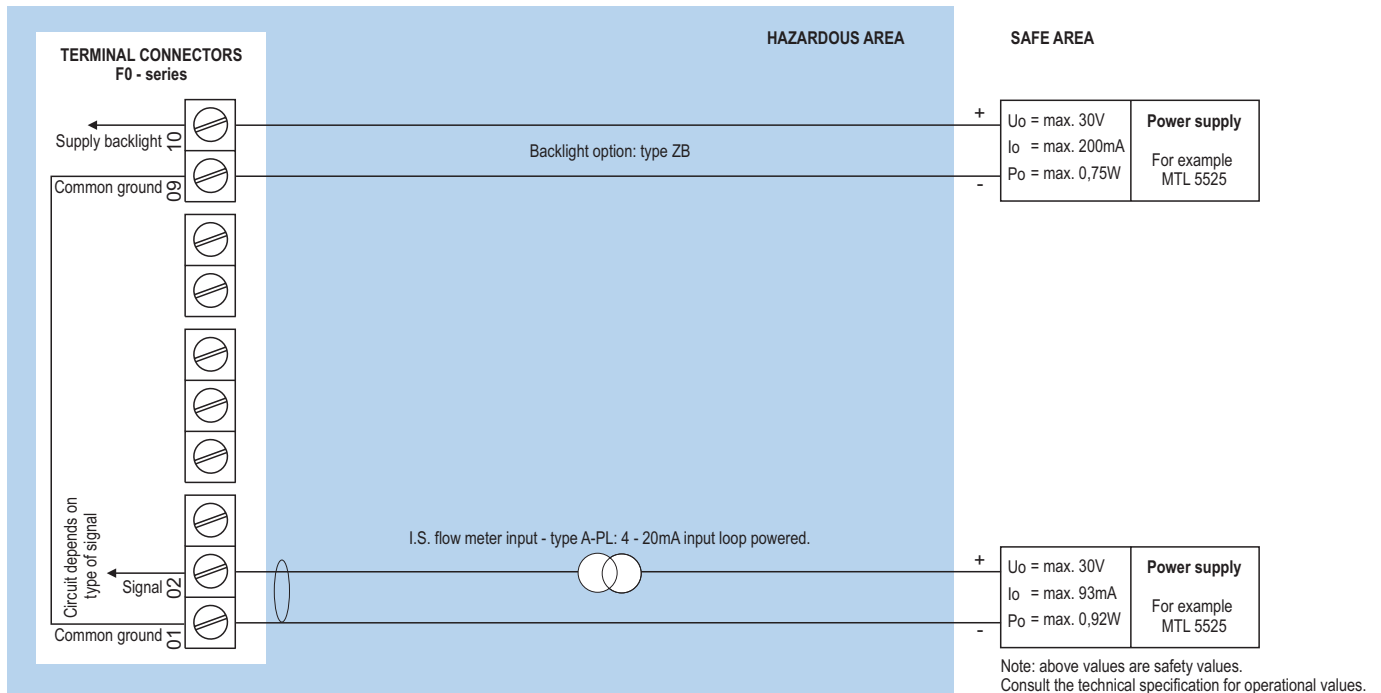 TERMINAL CONNECTORS
F0 - series
HAZARDOUS AREA
SAFE AREA
Supply backlight
10
Common ground
09
Backlight option: type ZB
+
-
Uo = max. 30V
Io = max. 200mA
Po = max. 0,75W
Power supply
For example
MTL 5525
Circuit depends on
type of signal
Signal
02
Common ground
01
I.S. flow meter input - type A-PL: 4 - 20mA input loop powered.
+
-
Uo = max. 30V
Io = max. 93mA
Po = max. 0,92W
Power supply
For example
MTL 5525
Note: above values are safety values.
Consult the technical specification for operational values.